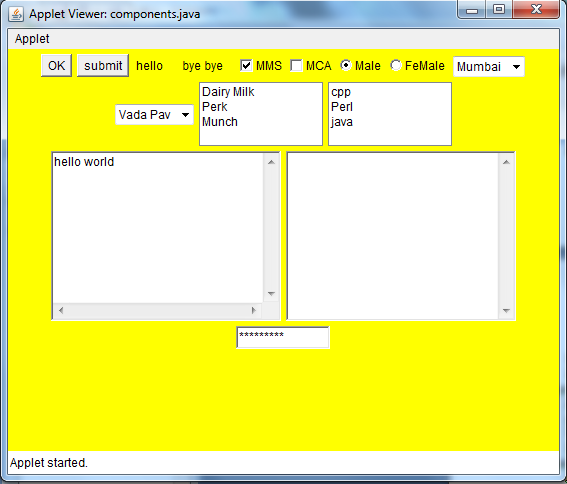 Applet Viewer: components.java
Applet
OK submit hello bye bye MMS MCA Male FeMale Mumbai
Vada Pav
Dairy Milk
Perk
Munch
cpp
Perl
java
hello world
*********
Applet started.